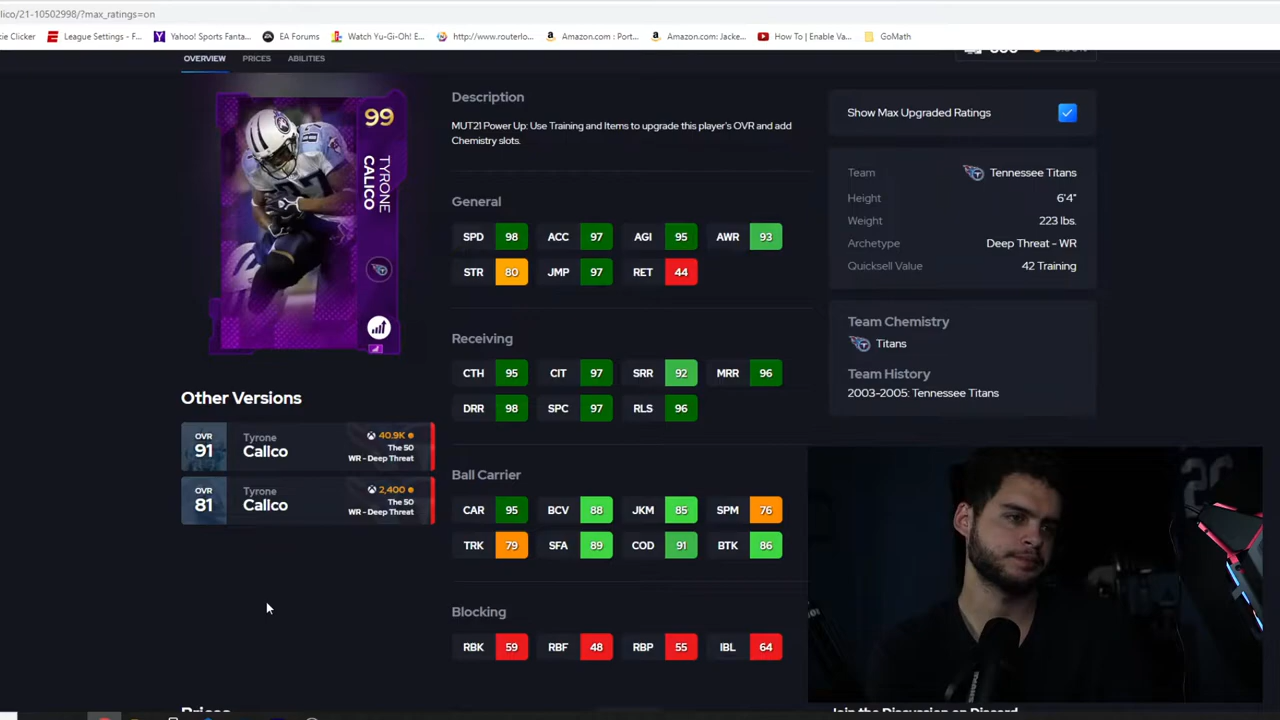 lico/21-10502998/?max_ratings=on
kie Clicker League Settings - F... Yahoo! Sports Fanta... EA Forums Watch Yu-Gi-Oh! E... http://www.routerlo... Amazon.com : Port... Amazon.com: Jacke... How To | Enable Va... GoMath
OVERVIEW PRICES ABILITIES
99
TYRONE
CALICO
Other Versions
OVR
91
Tyrone
Calico
40.9K
The 50
WR - Deep Threat
OVR
81
Tyrone
Calico
2,400
The 50
WR - Deep Threat
Description
MUT21 Power Up: Use Training and Items to upgrade this player's OVR and add
Chemistry slots.
General
SPD 98 ACC 97 AGI 95 AWR 93
STR 80 JMP 97 RET 44
Receiving
CTH 95 CIT 97 SRR 92 MRR 96
DRR 98 SPC 97 RLS 96
Ball Carrier
CAR 95 BCV 88 JKM 85 SPM 76
TRK 79 SFA 89 COD 91 BTK 86
Blocking
RBK 59 RBF 48 RBP 55 IBL 64
Show Max Upgraded Ratings
Team Tennessee Titans
Height 6'4"
Weight 223 lbs.
Archetype Deep Threat - WR
Quicksell Value 42 Training
Team Chemistry
Titans
Team History
2003-2005: Tennessee Titans
Prices
Join the Discussion on Discord